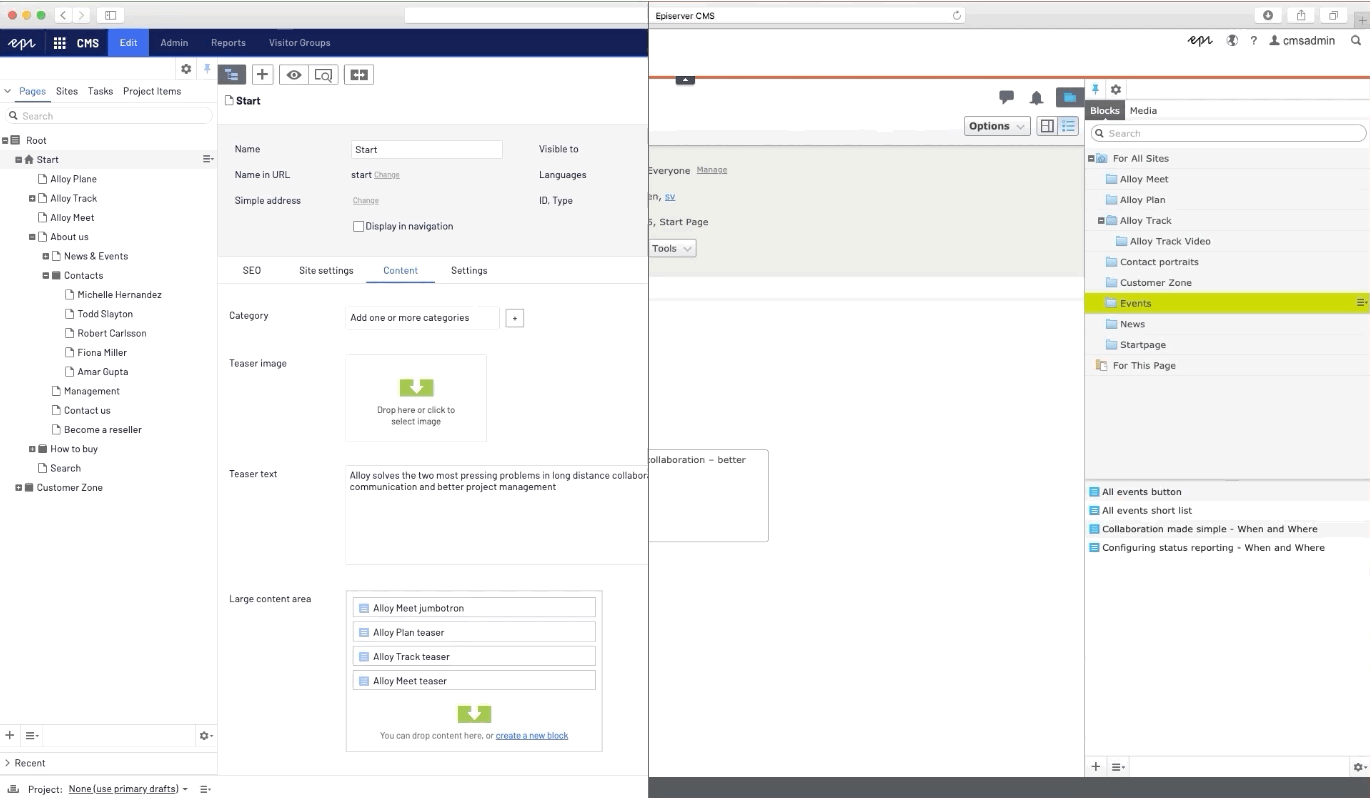 Episerver CMS
epi CMS Edit Admin Reports Visitor Groups
epi ? cmsadmin
Pages Sites Tasks Project Items
Search
Root
Start
Alloy Plane
Alloy Track
Alloy Meet
About us
News & Events
Contacts
Michelle Hernandez
Todd Slayton
Robert Carlsson
Fiona Miller
Amar Gupta
Management
Contact us
Become a reseller
How to buy
Search
Customer Zone
Recent
Project: None (use primary drafts)
Start
Name Start Visible to
Name in URL start Change Languages
Simple address Change ID, Type
Display in navigation
SEO Site settings Content Settings
Category Add one or more categories +
Teaser image
Drop here or click to
select image
Teaser text
Alloy solves the two most pressing problems in long distance collabora
communication and better project management
Large content area
Alloy Meet jumbotron
Alloy Plan teaser
Alloy Track teaser
Alloy Meet teaser
You can drop content here, or create a new block
Options
Everyone Manage
en, sv
5, Start Page
Tools
collaboration – better
Blocks Media
Search
For All Sites
Alloy Meet
Alloy Plan
Alloy Track
Alloy Track Video
Contact portraits
Customer Zone
Events
News
Startpage
For This Page
All events button
All events short list
Collaboration made simple - When and Where
Configuring status reporting - When and Where